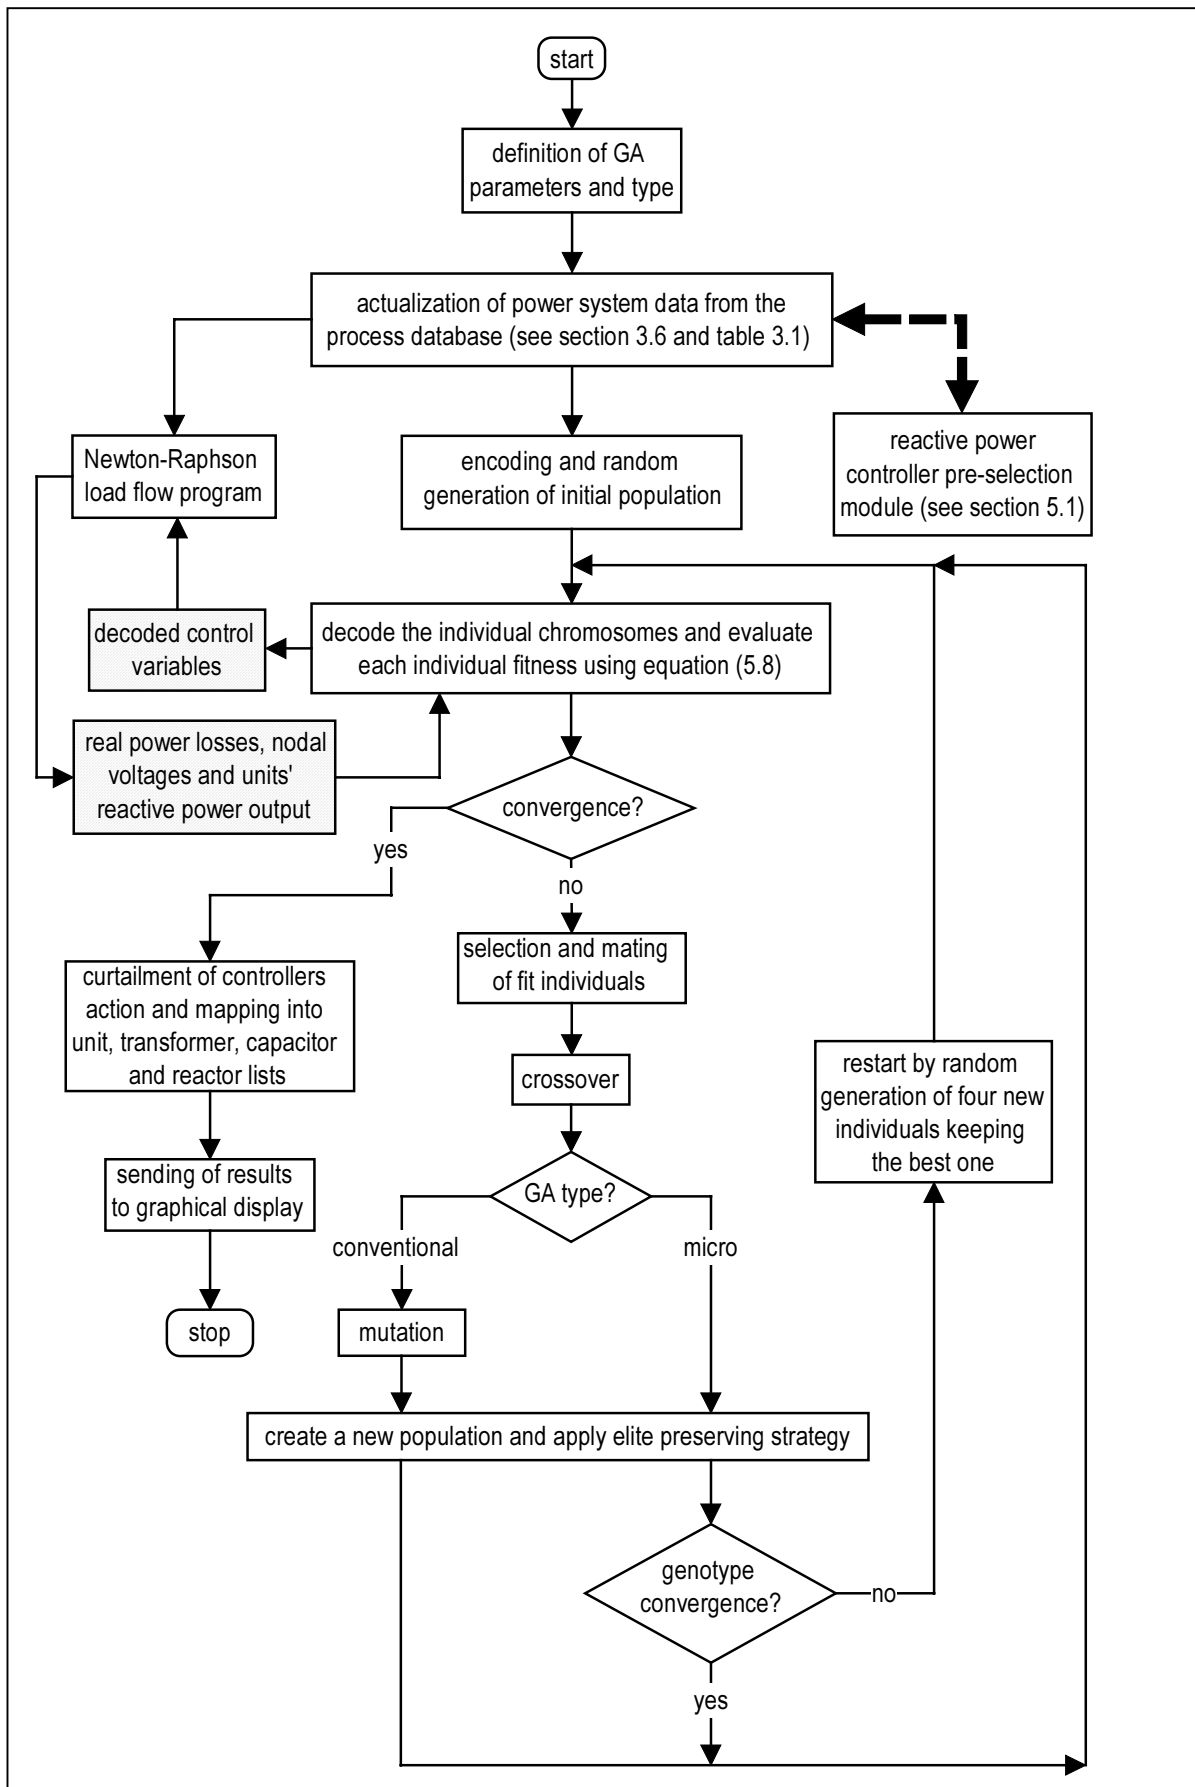 start
definition of GA
parameters and type
actualization of power system data from the
process database (see section 3.6 and table 3.1)
Newton-Raphson
load flow program
encoding and random
generation of initial population
reactive power
controller pre-selection
module (see section 5.1)
decoded control
variables
decode the individual chromosomes and evaluate
each individual fitness using equation (5.8)
real power losses, nodal
voltages and units'
reactive power output
convergence?
yes
no
selection and mating
of fit individuals
curtailment of controllers
action and mapping into
unit, transformer, capacitor
and reactor lists
crossover
restart by random
generation of four new
individuals keeping
the best one
sending of results
to graphical display
GA type?
conventional
micro
stop
mutation
create a new population and apply elite preserving strategy
genotype
convergence?
no
yes